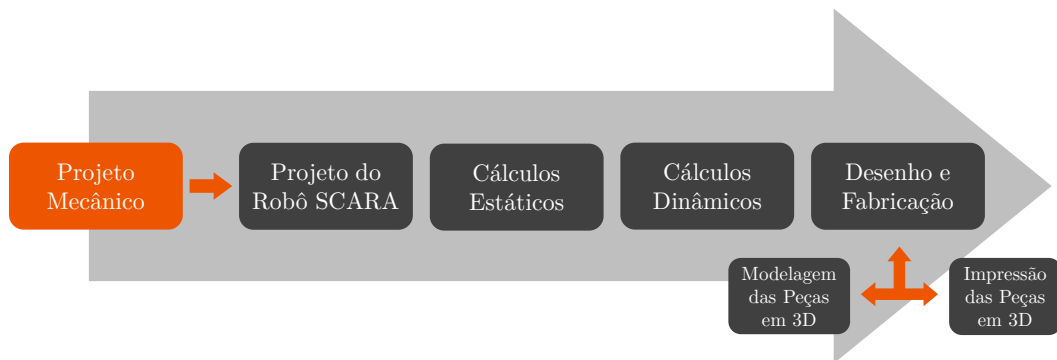 Projeto
Mecânico
Projeto do
Robô SCARA
Cálculos
Estáticos
Cálculos
Dinâmicos
Desenho e
Fabricação
Modelagem
das Peças
em 3D
Impressão
das Peças
em 3D